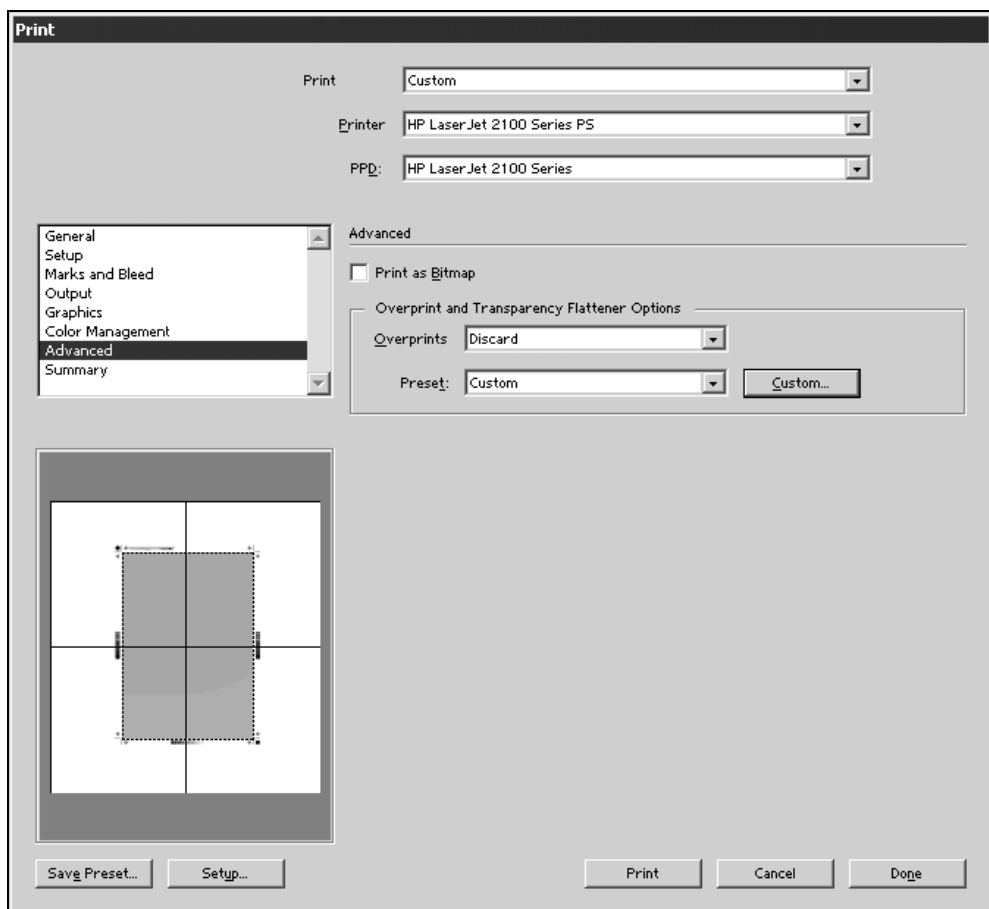 Print
Print Custom
Printer HP LaserJet 2100 Series PS
PPD: HP LaserJet 2100 Series
General
Setup
Marks and Bleed
Output
Graphics
Color Management
Advanced
Summary
Advanced
Print as Bitmap
Overprint and Transparency Flattener Options
Overprints Discard
Preset: Custom Custom...
Save Preset... Setup... Print Cancel Done